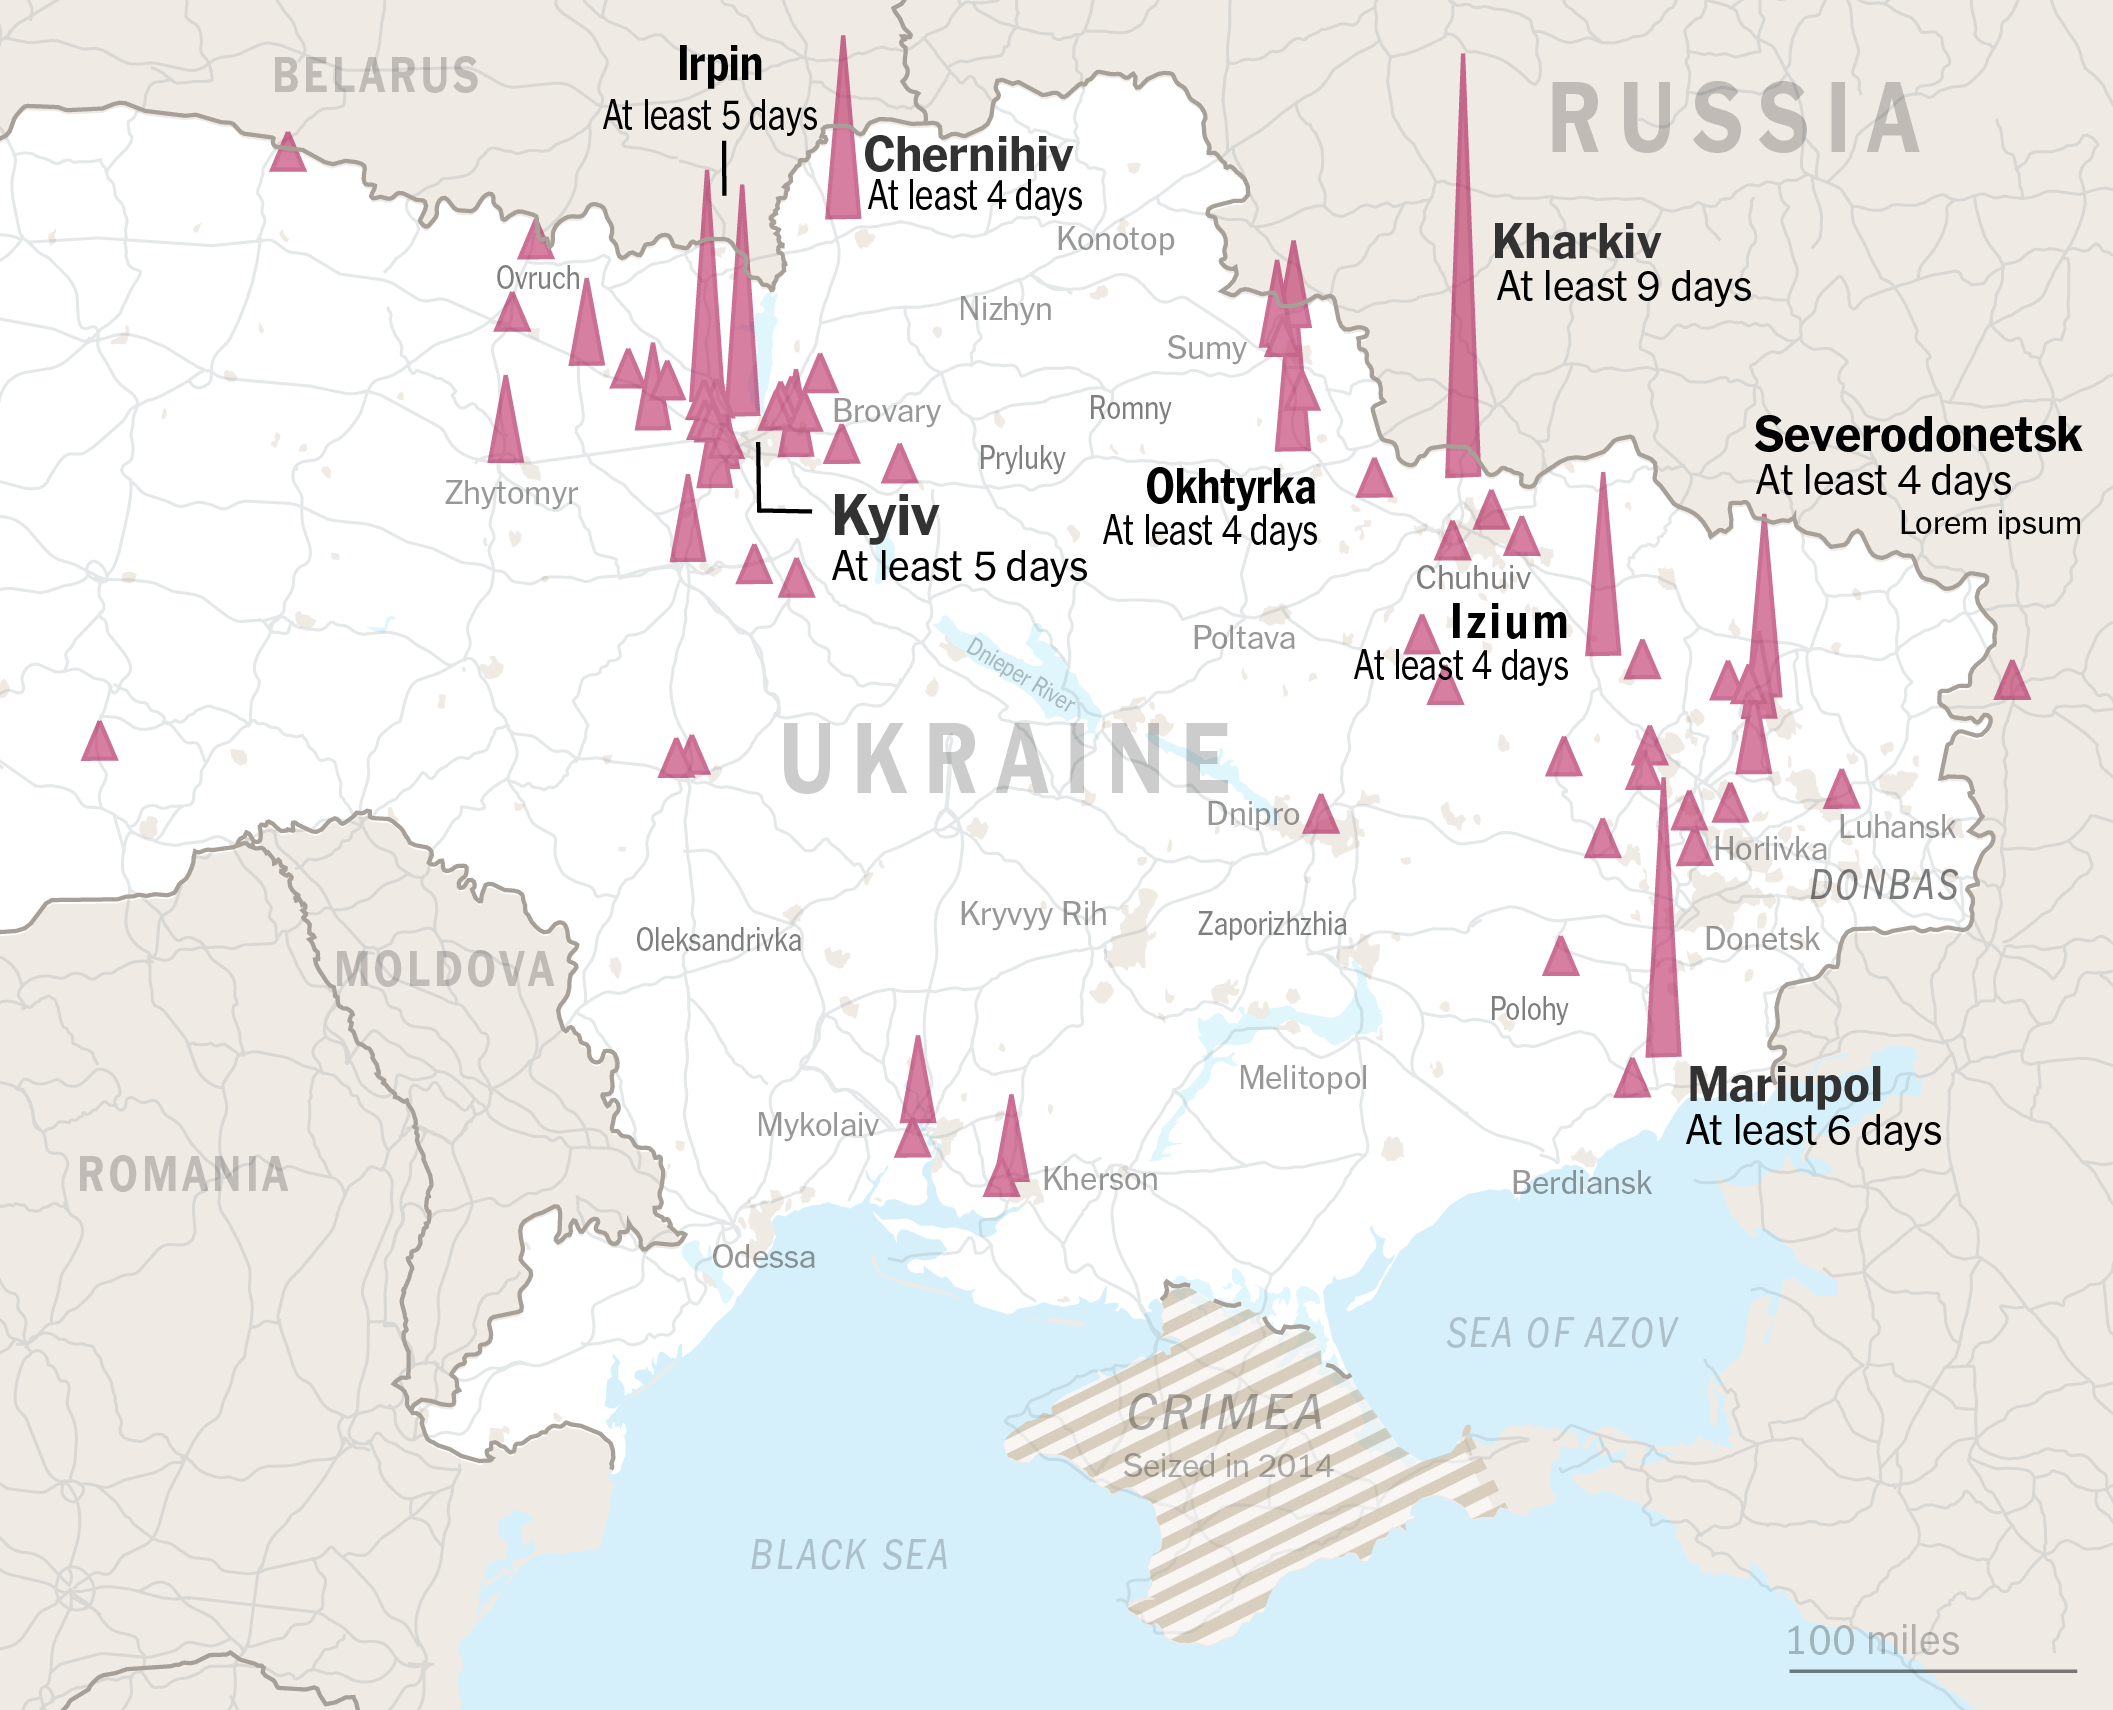 BELARUS
Irpin
At least 5 days
RUSSIA
Chernihiv
At least 4 days
Konotop
Kharkiv
At least 9 days
Ovruch
Nizhyn
Sumy
Brovary
Romny
Severodonetsk
At least 4 days
Lorem ipsum
Pryluky
Zhytomyr
Okhtyrka
At least 4 days
Kyiv
At least 5 days
Chuhuiv
Izium
At least 4 days
Poltava
Dnieper River
UKRAINE
Dnipro
Luhansk
Horlivka
DONBAS
Kryvyy Rih
Zaporizhzhia
Oleksandrivka
Donetsk
MOLDOVA
Polohy
Melitopol
Mariupol
At least 6 days
Mykolaiv
ROMANIA
Kherson
Berdiansk
Odessa
SEA OF AZOV
CRIMEA
Seized in 2014
BLACK SEA
100 miles